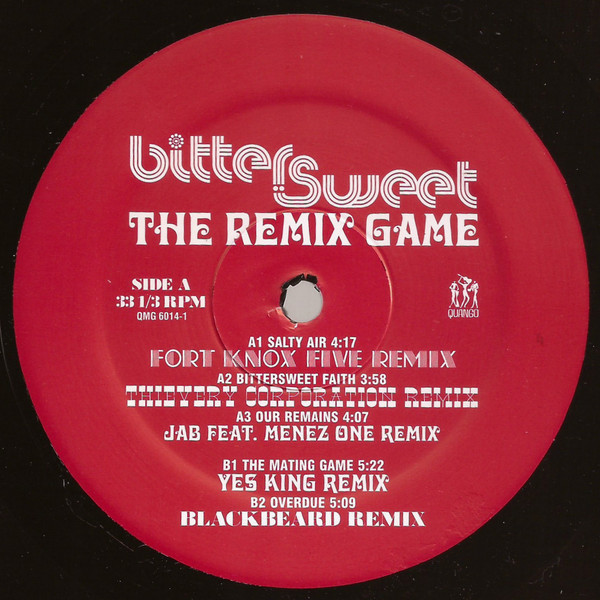 bitter:Sweet
THE REMIX GAME
SIDE A
33 1/3 RPM
QMG 6014-1
QUANGO
A1 SALTY AIR 4:17
FORT KNOX FIVE REMIX
A2 BITTERSWEET FAITH 3:58
THIEVERY CORPORATION REMIX
A3 OUR REMAINS 4:07
JAB FEAT. MENEZ ONE REMIX
B1 THE MATING GAME 5:22
YES KING REMIX
B2 OVERDUE 5:09
BLACKBEARD REMIX